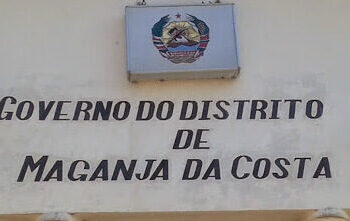 GOVERNO DO DISTRITO
DE
MAGANJA DA COSTA